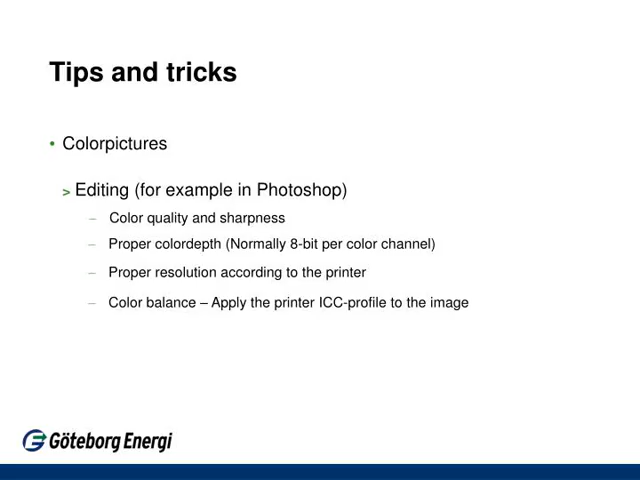 Tips and tricks
• Colorpictures
> Editing (for example in Photoshop)
– Color quality and sharpness
– Proper colordepth (Normally 8-bit per color channel)
– Proper resolution according to the printer
– Color balance – Apply the printer ICC-profile to the image
Göteborg Energi